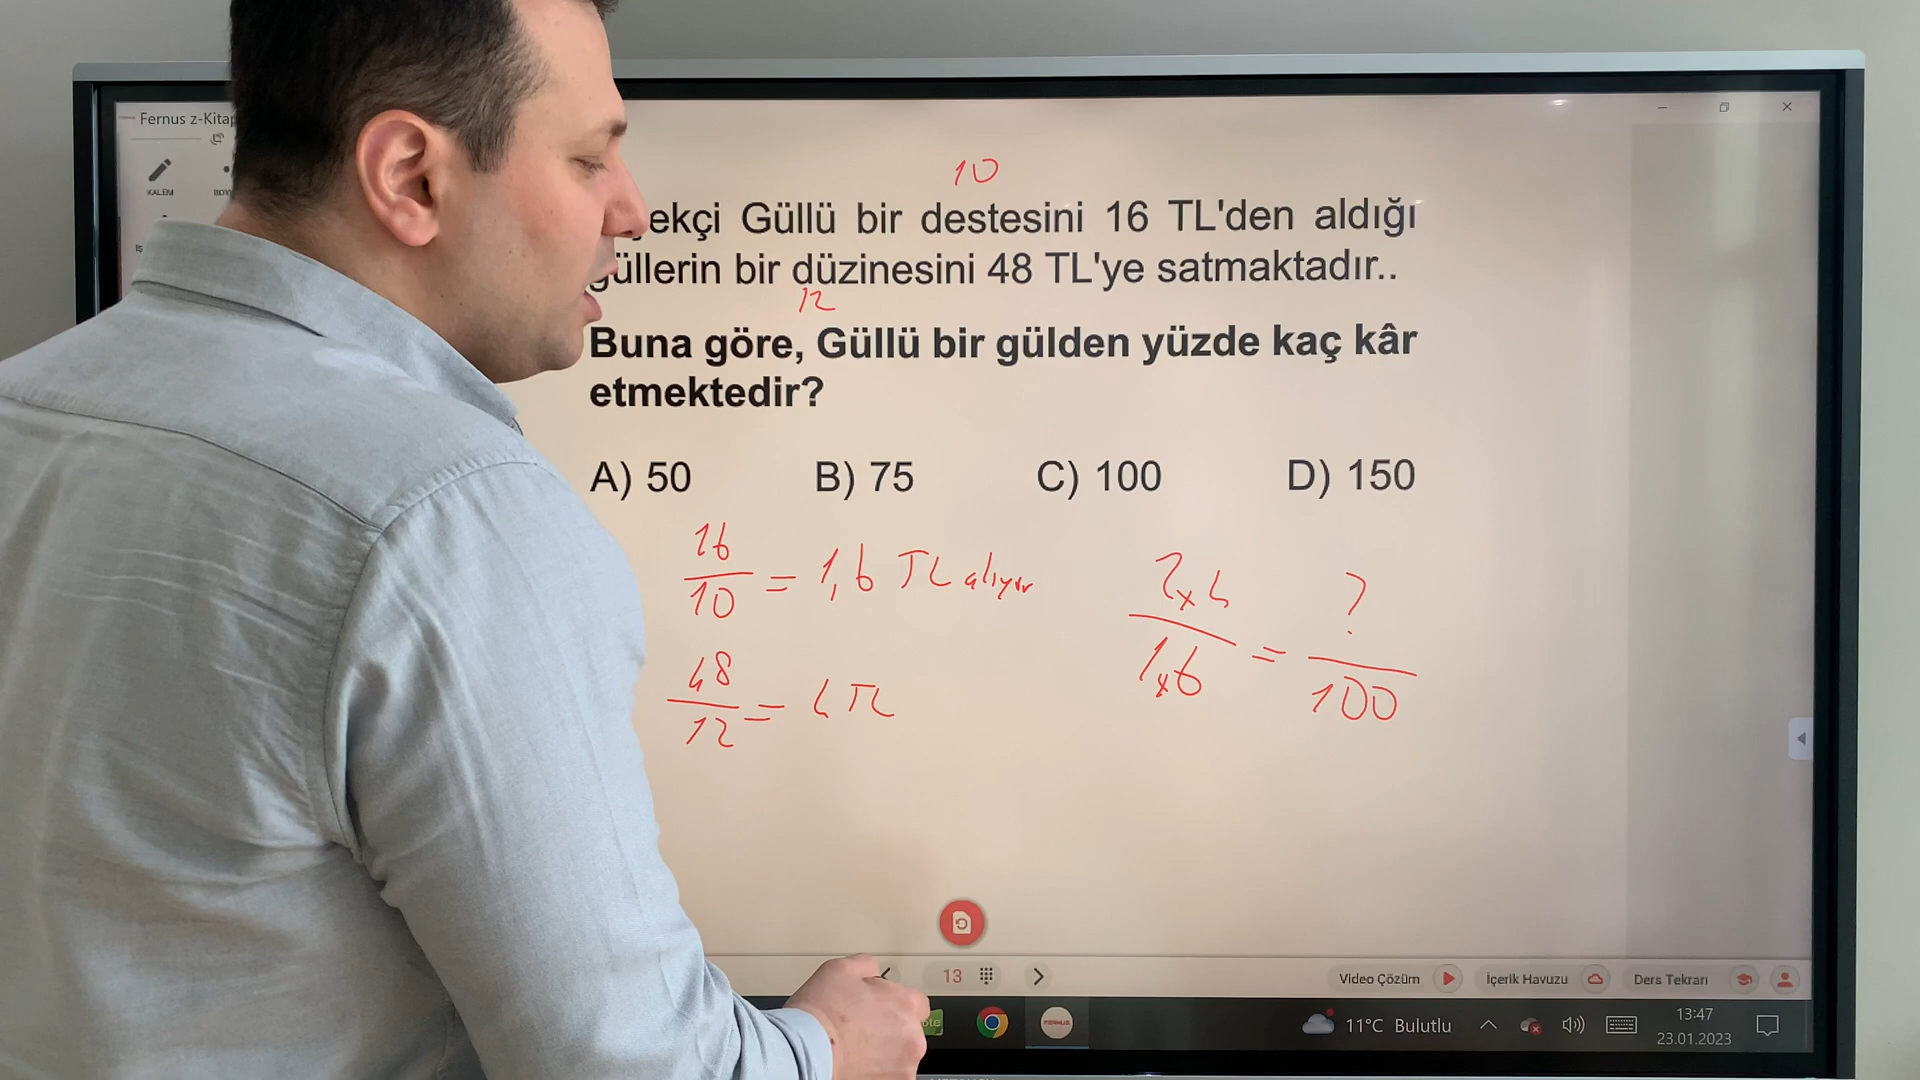 Fernus z-Kitap
KALEM
10
ekçi Güllü bir destesini 16 TL'den aldığı
güllerin bir düzinesini 48 TL'ye satmaktadır..
12
Buna göre, Güllü bir gülden yüzde kaç kâr
etmektedir?
A) 50 B) 75 C) 100 D) 150
16/10 = 1,6 TL alıyor
48/12 = 4 TL
2,4/1,6 = ?/100
13
Video Çözüm İçerik Havuzu Ders Tekrarı
FERNUS
11°C Bulutlu
13:47
23.01.2023